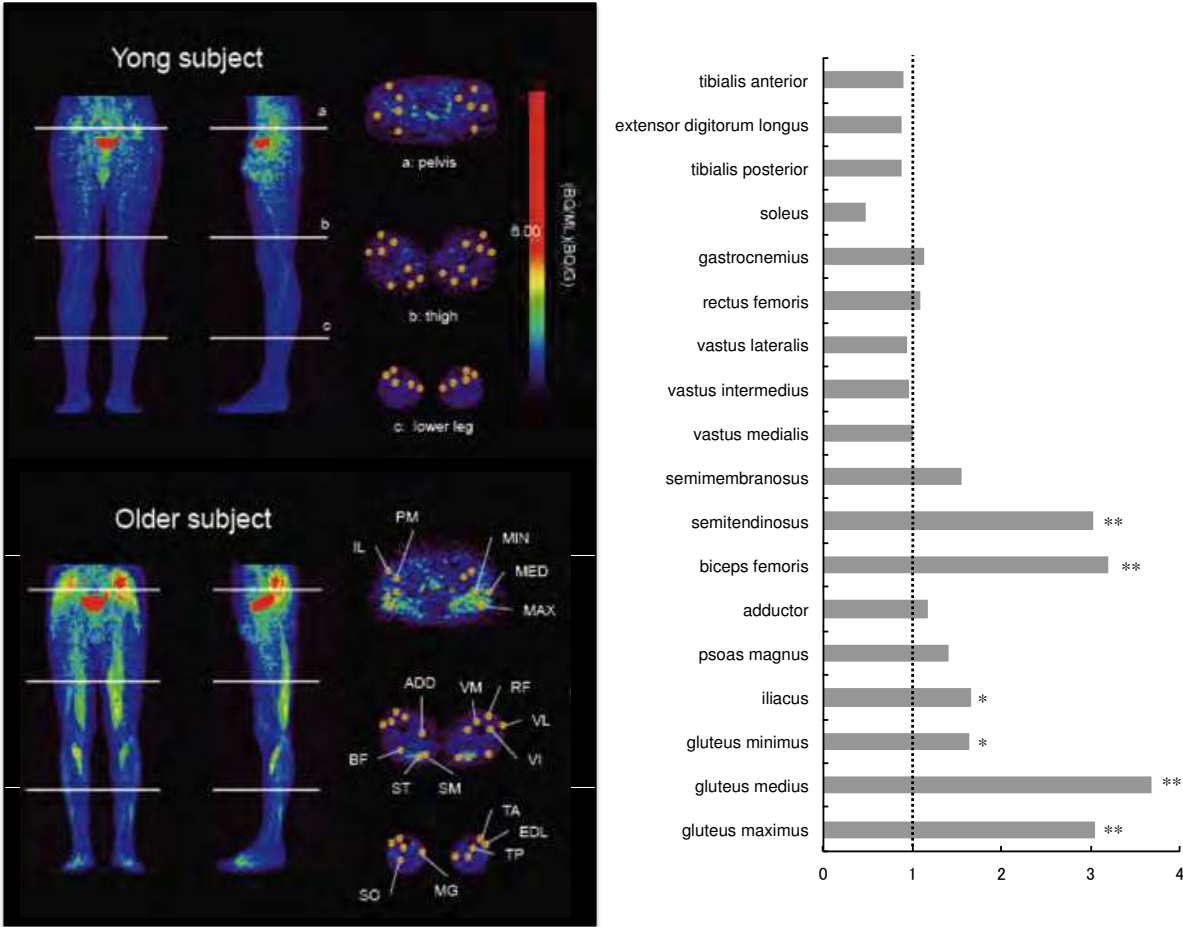 Yong subject
a
b
c
a: pelvis
b: thigh
c: lower leg
6.00
(BQ/ML)(BQ/G)
Older subject
IL
PM
MIN
MED
MAX
ADD
VM
RF
VL
VI
BF
ST
SM
TA
EDL
TP
SO
MG
tibialis anterior
extensor digitorum longus
tibialis posterior
soleus
gastrocnemius
rectus femoris
vastus lateralis
vastus intermedius
vastus medialis
semimembranosus
semitendinosus **
biceps femoris **
adductor
psoas magnus
iliacus *
gluteus minimus *
gluteus medius **
gluteus maximus **
0 1 2 3 4